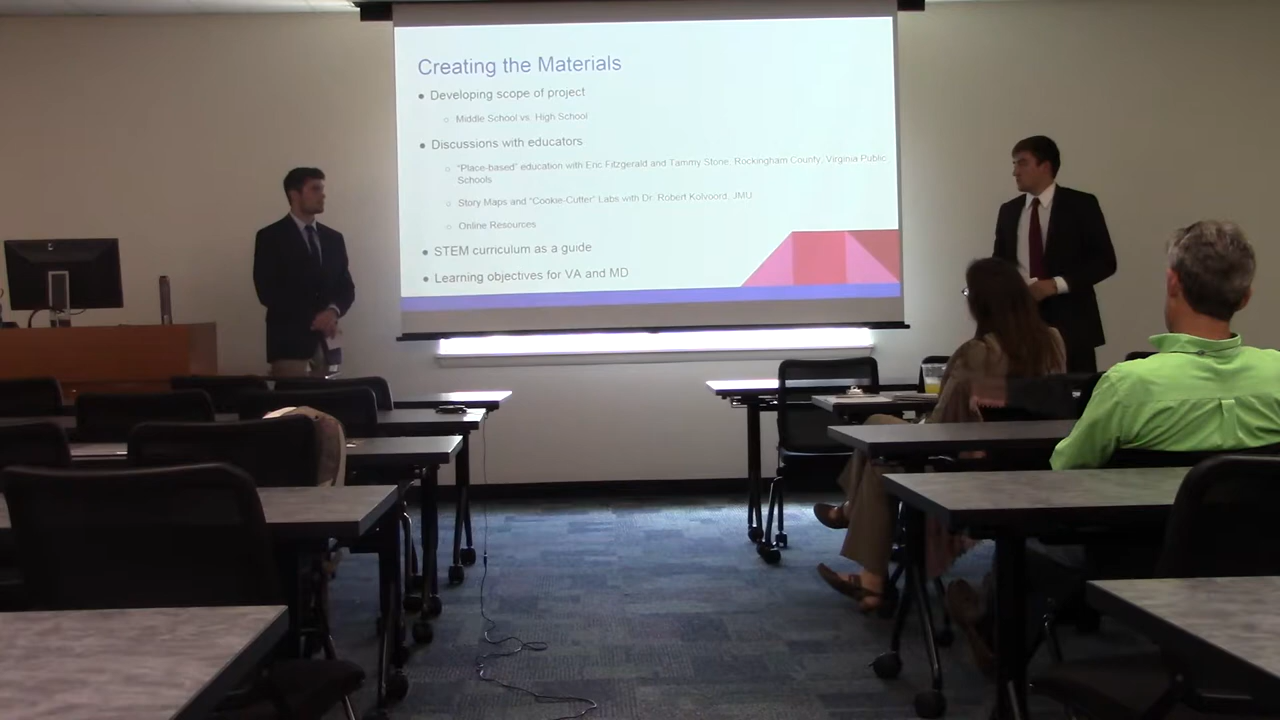 Creating the Materials
● Developing scope of project
○ Middle School vs. High School
● Discussions with educators
○ "Place-based" education with Eric Fitzgerald and Tammy Stone, Rockingham County, Virginia Public
Schools
○ Story Maps and "Cookie-Cutter" Labs with Dr. Robert Kolvoord, JMU
○ Online Resources
● STEM curriculum as a guide
● Learning objectives for VA and MD